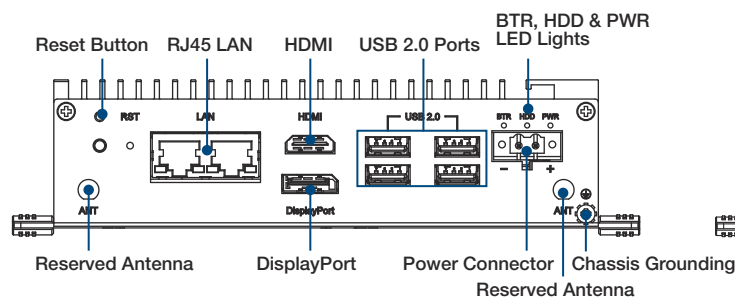 BTR, HDD & PWR
LED Lights
Reset Button
RJ45 LAN
HDMI
USB 2.0 Ports
RST
LAN
HDMI
USB 2.0
BTR
HDD
PWR
− +
ANT
DisplayPort
ANT
Reserved Antenna
DisplayPort
Power Connector
Chassis Grounding
Reserved Antenna